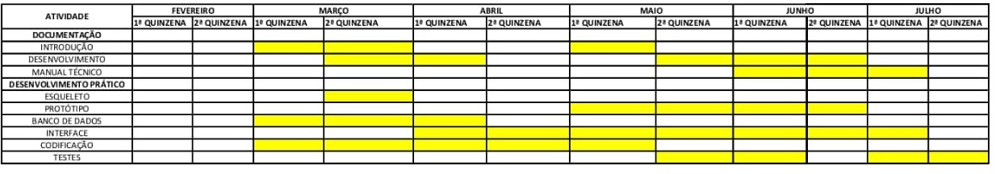 ATIVIDADE FEVEREIRO MARÇO ABRIL MAIO JUNHO JULHO
1ª QUINZENA 2ª QUINZENA 1ª QUINZENA 2ª QUINZENA 1ª QUINZENA 2ª QUINZENA 1ª QUINZENA 2ª QUINZENA 1ª QUINZENA 2ª QUINZENA 1ª QUINZENA 2ª QUINZENA
DOCUMENTAÇÃO
INTRODUÇÃO
DESENVOLVIMENTO
MANUAL TÉCNICO
DESENVOLVIMENTO PRÁTICO
ESQUELETO
PROTÓTIPO
BANCO DE DADOS
INTERFACE
CODIFICAÇÃO
TESTES